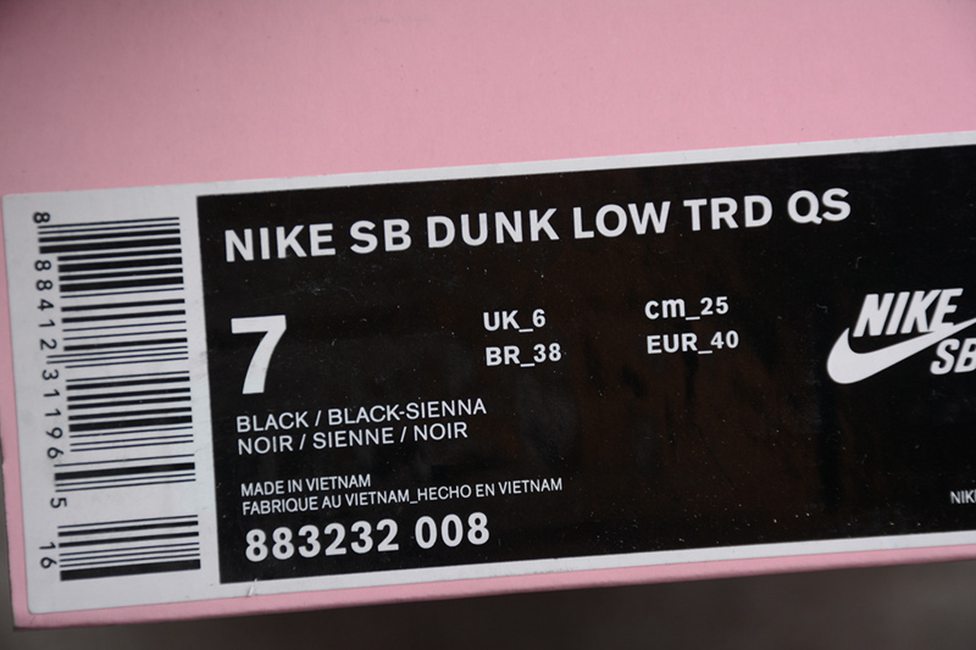 NIKE SB DUNK LOW TRD QS
7
UK_6
cm_25
BR_38
EUR_40
BLACK / BLACK-SIENNA
NOIR / SIENNE / NOIR
MADE IN VIETNAM
FABRIQUE AU VIETNAM_HECHO EN VIETNAM
883232 008
NIKE
SB
8 88412 31196 5 16